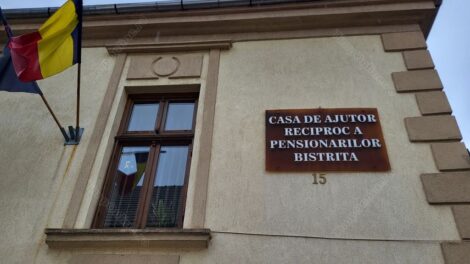 CASA DE AJUTOR
RECIPROC A
PENSIONARILOR
BISTRITA
15